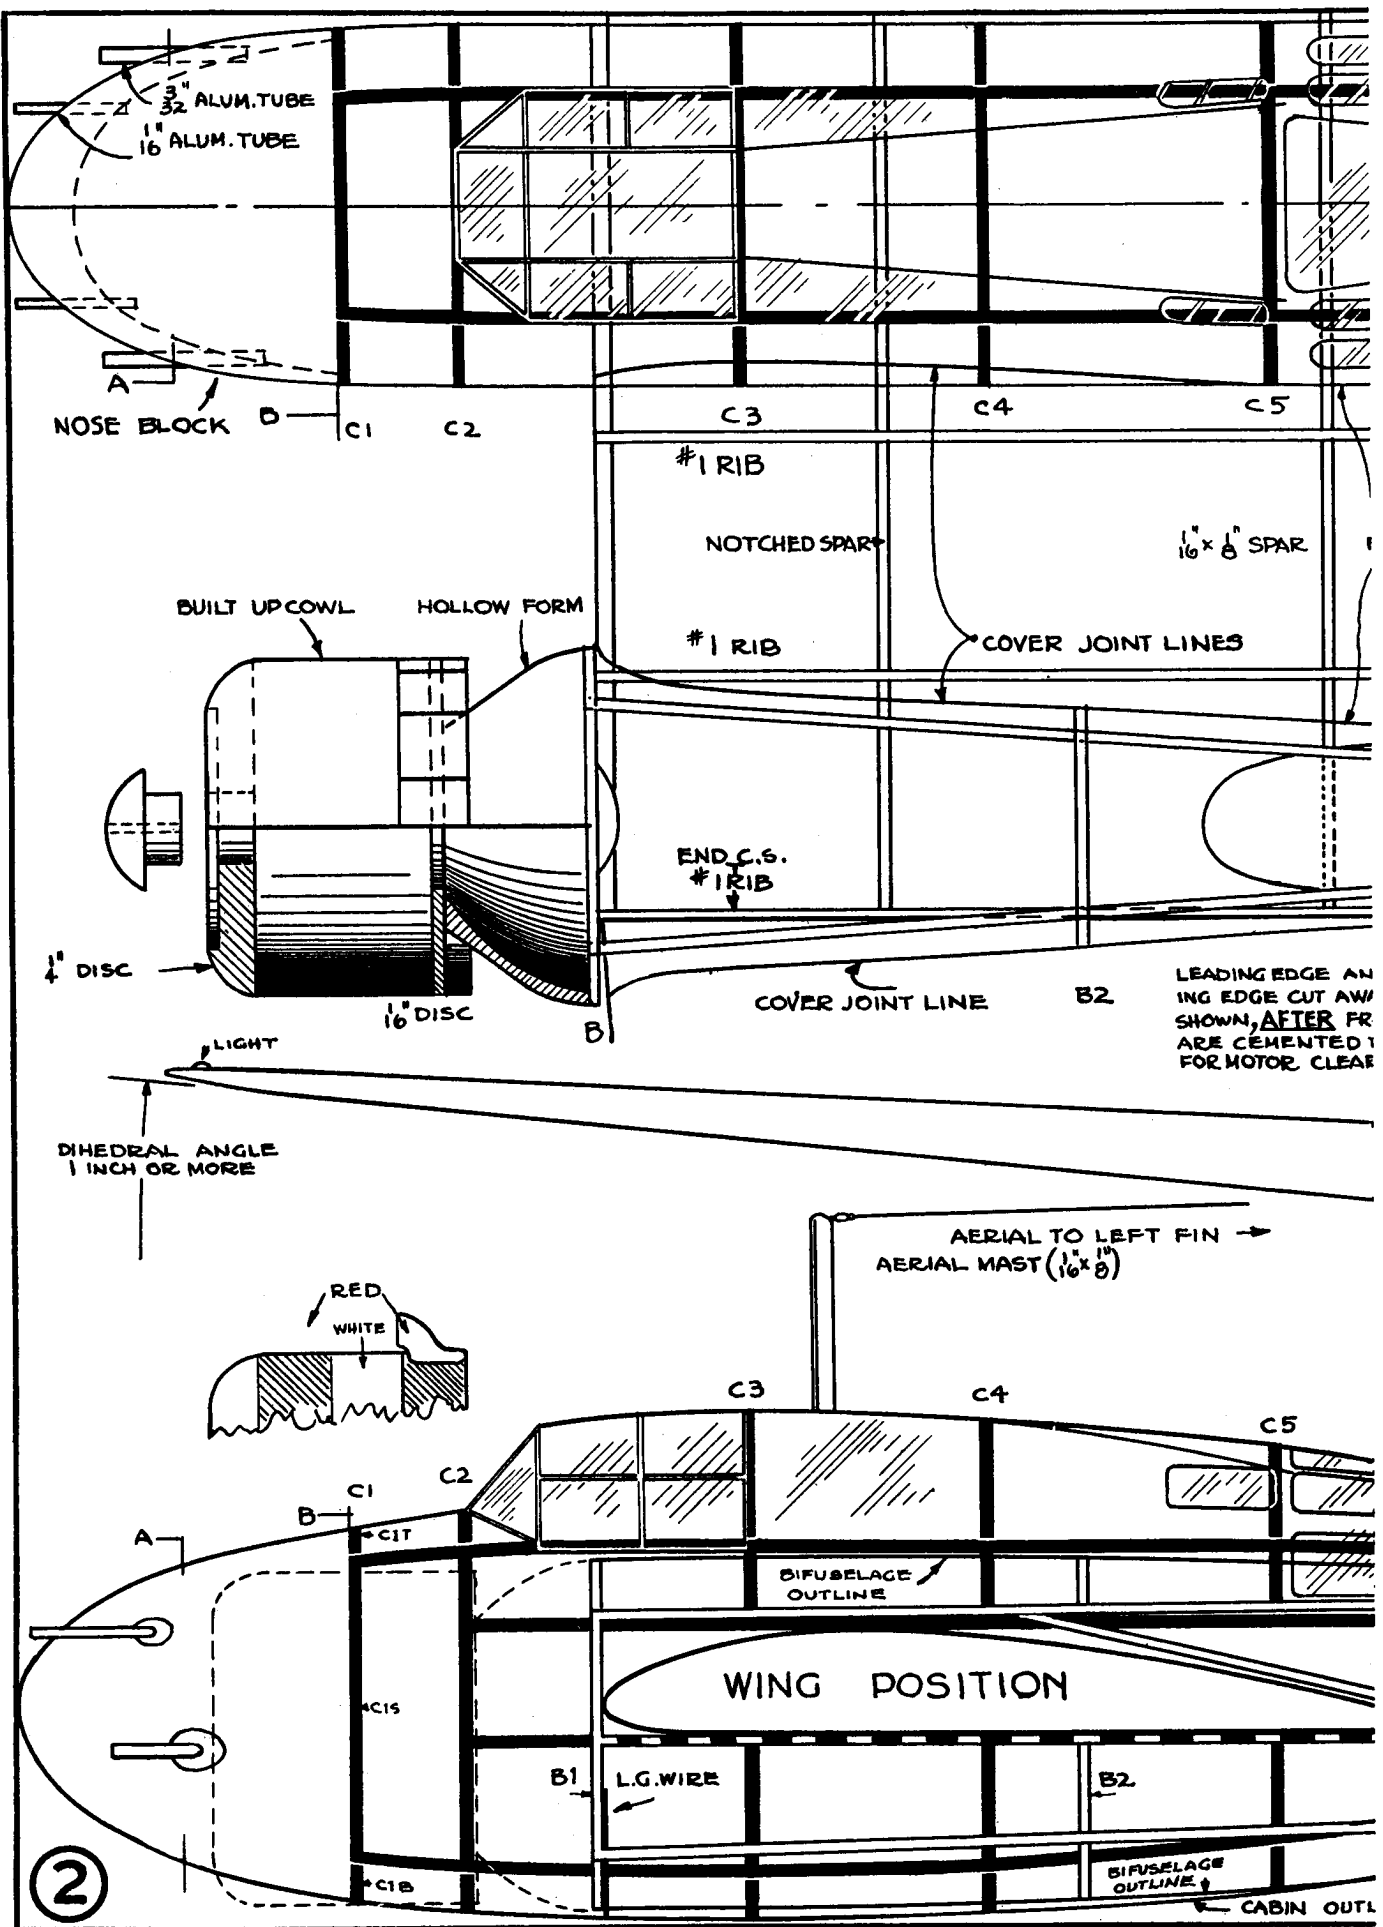 3/32" ALUM. TUBE
1/16" ALUM. TUBE
A
NOSE BLOCK
B
C1
C2
C3
C4
C5
#1 RIB
NOTCHED SPAR
1/16" x 1/8" SPAR
BUILT UP COWL
HOLLOW FORM
#1 RIB
COVER JOINT LINES
END C.S.
#1 RIB
1/4" DISC
1/16" DISC
B
COVER JOINT LINE
B2
LEADING EDGE AN
ING EDGE CUT AWA
SHOWN, AFTER FR
ARE CEMENTED T
FOR MOTOR CLEAR
LIGHT
DIHEDRAL ANGLE
1 INCH OR MORE
AERIAL TO LEFT FIN
AERIAL MAST (1/16" x 1/8")
RED
WHITE
C3
C4
C5
C2
C1
B
C1T
A
BIFUSELAGE
OUTLINE
WING POSITION
C1S
B1
L.G. WIRE
B2
C1B
BIFUSELAGE
OUTLINE
CABIN OUTL
2